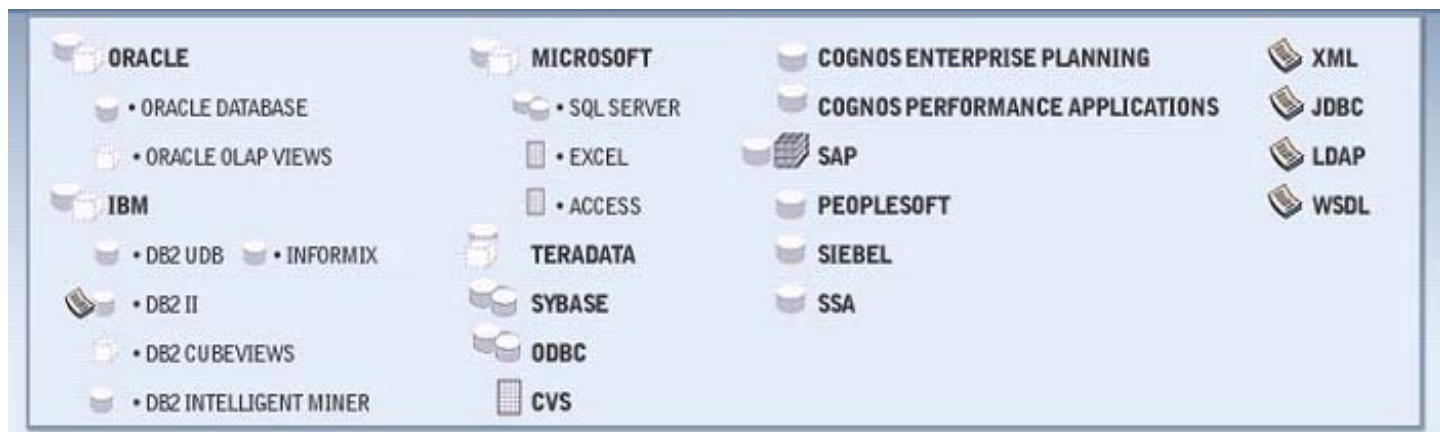 ORACLE
• ORACLE DATABASE
• ORACLE OLAP VIEWS
IBM
• DB2 UDB • INFORMIX
• DB2 II
• DB2 CUBEVIEWS
• DB2 INTELLIGENT MINER
MICROSOFT
• SQL SERVER
• EXCEL
• ACCESS
TERADATA
SYBASE
ODBC
CVS
COGNOS ENTERPRISE PLANNING
COGNOS PERFORMANCE APPLICATIONS
SAP
PEOPLESOFT
SIEBEL
SSA
XML
JDBC
LDAP
WSDL